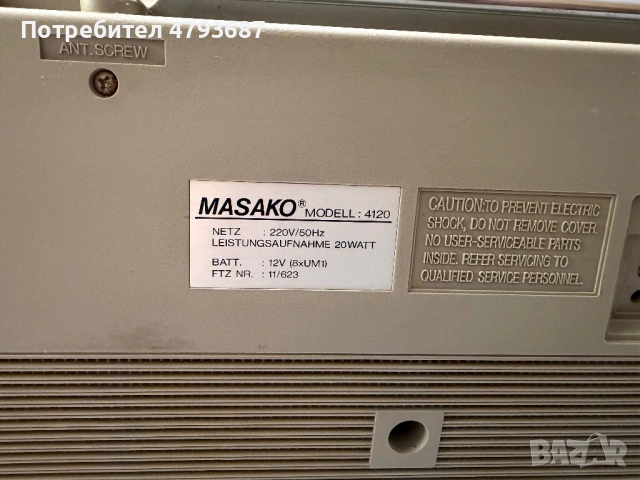 Потребител 4793687
ANT. SCREW
MASAKO® MODELL : 4120
NETZ : 220V/50Hz
LEISTUNGSAUFNAHME 20WATT
BATT. : 12V (8xUM1)
FTZ NR. : 11/623
CAUTION:TO PREVENT ELECTRIC
SHOCK, DO NOT REMOVE COVER.
NO USER-SERVICEABLE PARTS
INSIDE. REFER SERVICING TO
QUALIFIED SERVICE PERSONNEL.
BAZAR